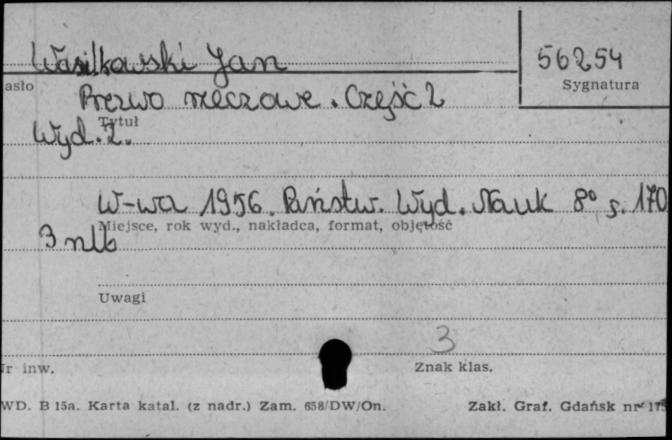 Wasilkowski Jan
56254
asło
Sygnatura
Prawo rzeczowe. Część 2
Tytuł
Wyd. 2.
W-wa 1956. Państw. Wyd. Nauk 8° s. 170
Miejsce, rok wyd., nakładca, format, objętość
3 nlb
Uwagi
3
r inw.
Znak klas.
WD. B 15a. Karta katal. (z nadr.) Zam. 658/DW/On.
Zakł. Graf. Gdańsk nr 175